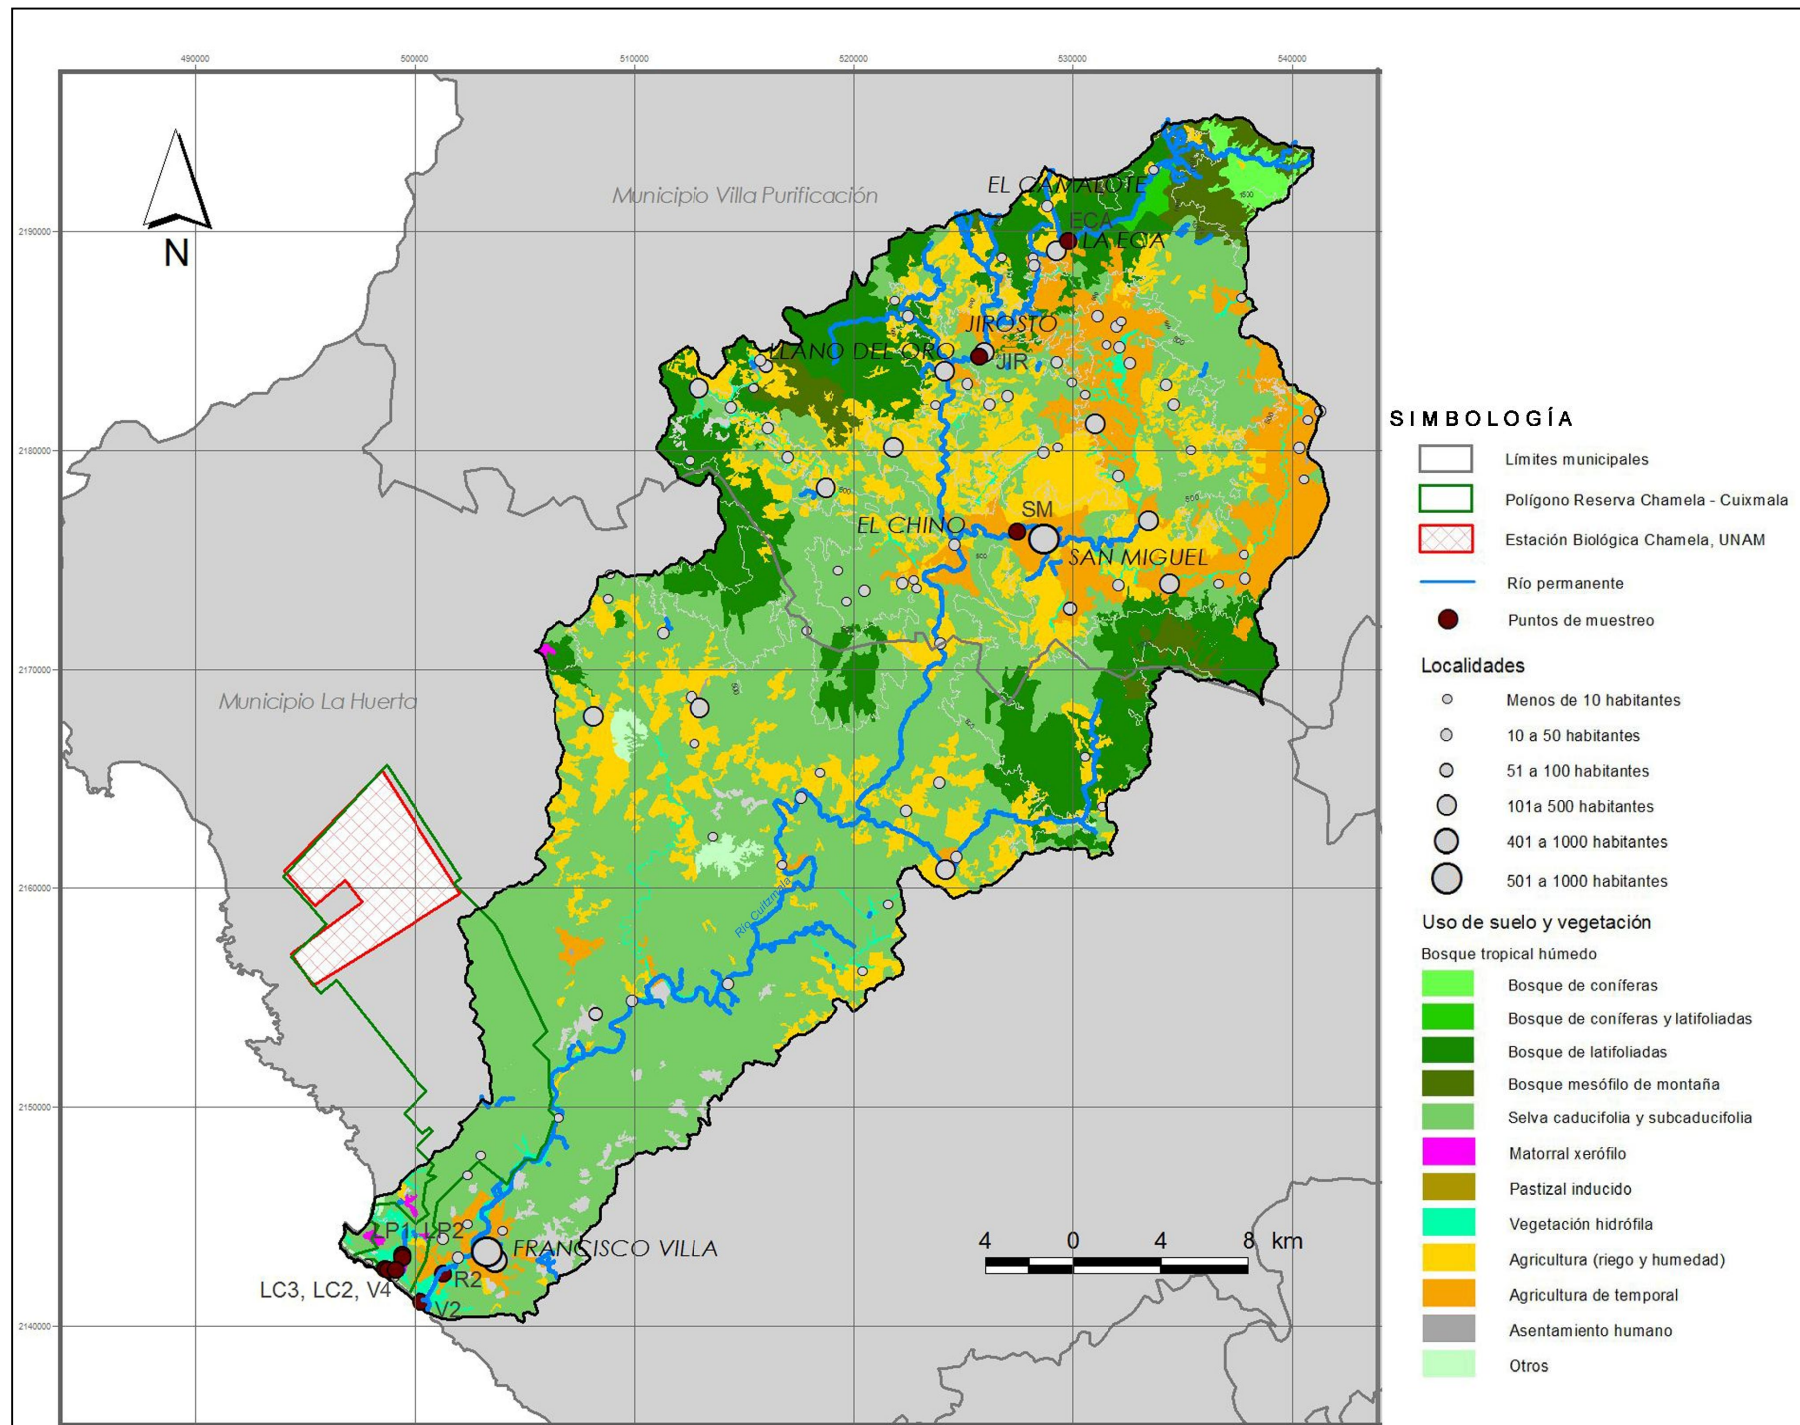 490000
500000
510000
520000
530000
540000
2190000
2180000
2170000
2160000
2150000
2140000
N
Municipio Villa Purificación
EL CAMALOTE
ECA
LA ECA
JIROSTO
JIR
LLANO DEL ORO
EL CHINO
SM
SAN MIGUEL
Municipio La Huerta
Río Cuitzmala
LP1, LP2
LC3, LC2, V4
R2
V2
FRANCISCO VILLA
4 0 4 8 km
SIMBOLOGÍA
Límites municipales
Polígono Reserva Chamela - Cuixmala
Estación Biológica Chamela, UNAM
Río permanente
Puntos de muestreo
Localidades
Menos de 10 habitantes
10 a 50 habitantes
51 a 100 habitantes
101a 500 habitantes
401 a 1000 habitantes
501 a 1000 habitantes
Uso de suelo y vegetación
Bosque tropical húmedo
Bosque de coníferas
Bosque de coníferas y latifoliadas
Bosque de latifoliadas
Bosque mesófilo de montaña
Selva caducifolia y subcaducifolia
Matorral xerófilo
Pastizal inducido
Vegetación hidrófila
Agricultura (riego y humedad)
Agricultura de temporal
Asentamiento humano
Otros